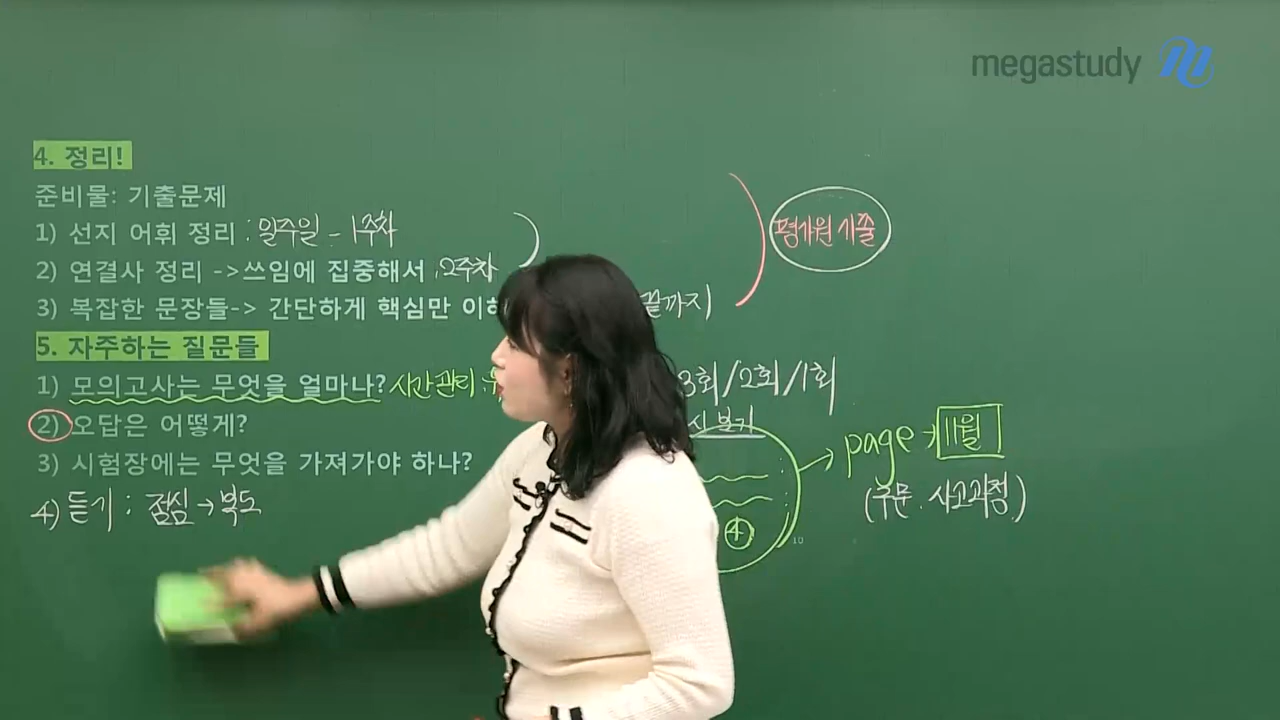 megastudy
4. 정리!
준비물: 기출문제
1) 선지 어휘 정리 : 일주일 - 1주차
평가원 기출
2) 연결사 정리 ->쓰임에 집중해서 2주차
3) 복잡한 문장들-> 간단하게 핵심만 이해 끝까지
5. 자주하는 질문들
1) 모의고사는 무엇을 얼마나? 시간관리: 3회/2회/1회
2) 오답은 어떻게?
page → 11월
3) 시험장에는 무엇을 가져가야 하나?
(구문, 사고과정)
4) 듣기 : 점심 → 복도
④
10